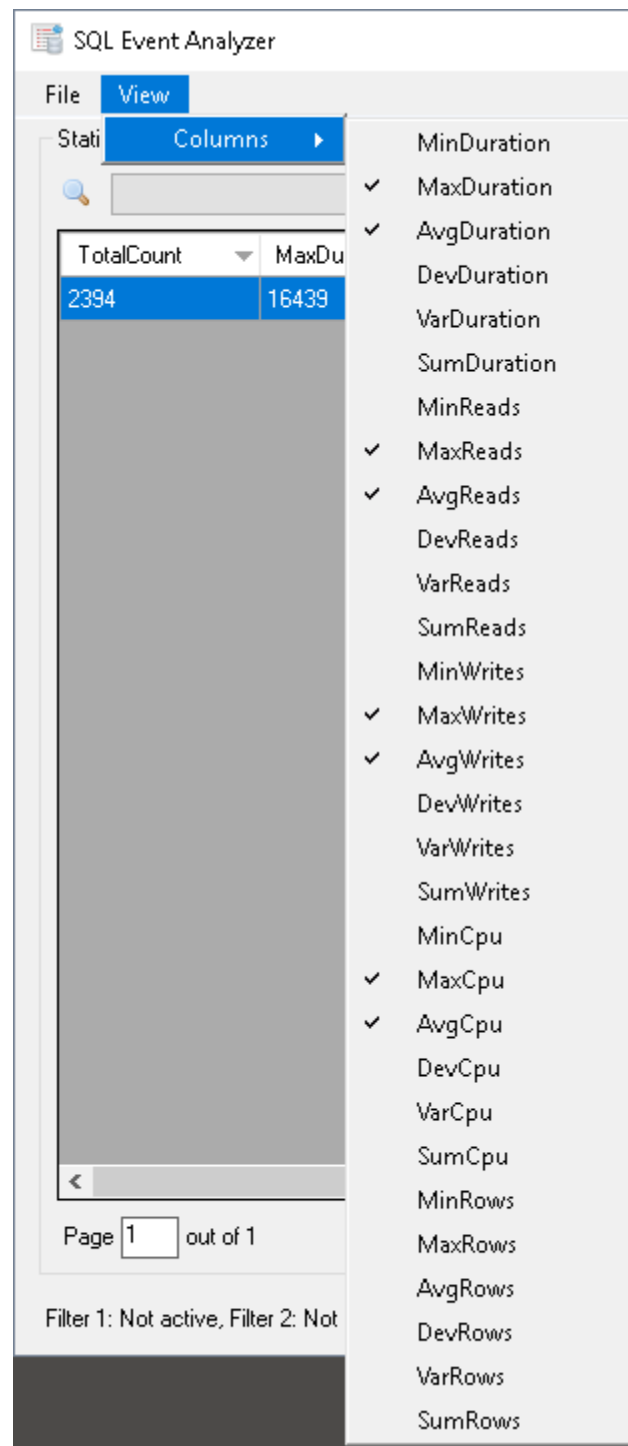 SQL Event Analyzer
File View
Stati
Columns
TotalCount MaxDu
2394 16439
Page 1 out of 1
Filter 1: Not active, Filter 2: Not
MinDuration
MaxDuration
AvgDuration
DevDuration
VarDuration
SumDuration
MinReads
MaxReads
AvgReads
DevReads
VarReads
SumReads
MinWrites
MaxWrites
AvgWrites
DevWrites
VarWrites
SumWrites
MinCpu
MaxCpu
AvgCpu
DevCpu
VarCpu
SumCpu
MinRows
MaxRows
AvgRows
DevRows
VarRows
SumRows